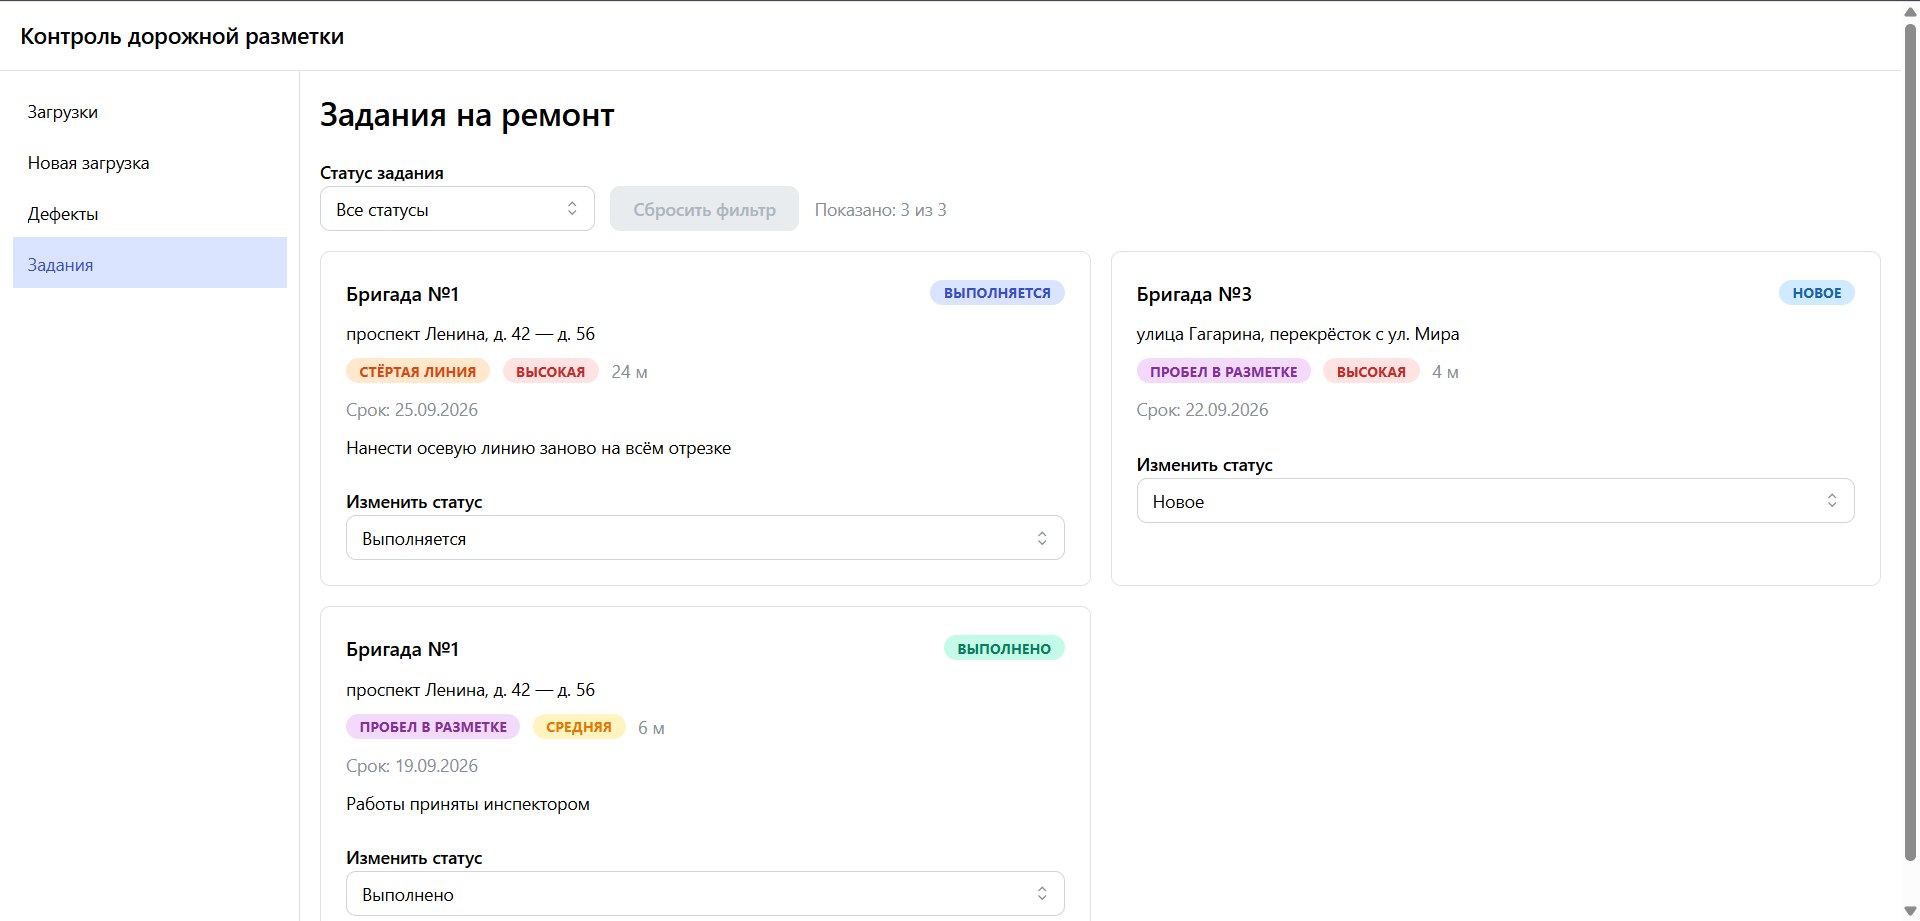 Контроль дорожной разметки
Загрузки
Новая загрузка
Дефекты
Задания
Задания на ремонт
Статус задания
Все статусы
Сбросить фильтр
Показано: 3 из 3
Бригада №1
ВЫПОЛНЯЕТСЯ
проспект Ленина, д. 42 — д. 56
СТЁРТАЯ ЛИНИЯ ВЫСОКАЯ 24 м
Срок: 25.09.2026
Нанести осевую линию заново на всём отрезке
Изменить статус
Выполняется
Бригада №3
НОВОЕ
улица Гагарина, перекрёсток с ул. Мира
ПРОБЕЛ В РАЗМЕТКЕ ВЫСОКАЯ 4 м
Срок: 22.09.2026
Изменить статус
Новое
Бригада №1
ВЫПОЛНЕНО
проспект Ленина, д. 42 — д. 56
ПРОБЕЛ В РАЗМЕТКЕ СРЕДНЯЯ 6 м
Срок: 19.09.2026
Работы приняты инспектором
Изменить статус
Выполнено